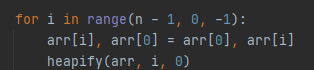 for i in range(n - 1, 0, -1):
    arr[i], arr[0] = arr[0], arr[i]
    heapify(arr, i, 0)